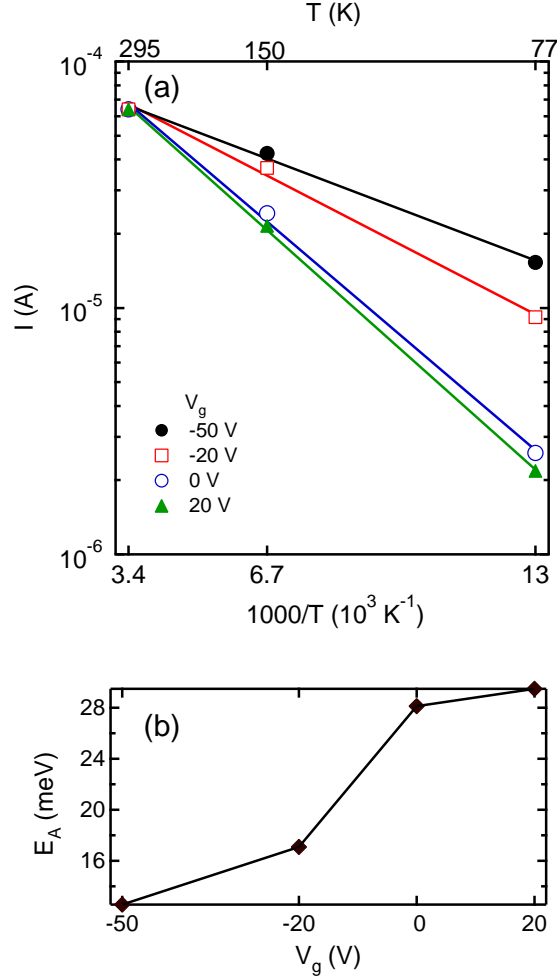 T (K)
295 150 77
(a)
10^-4
10^-5
10^-6
I (A)
V_g
-50 V
-20 V
0 V
20 V
3.4 6.7 13
1000/T (10^3 K^-1)
(b)
28
24
20
16
E_A (meV)
-50 -20 0 20
V_g (V)